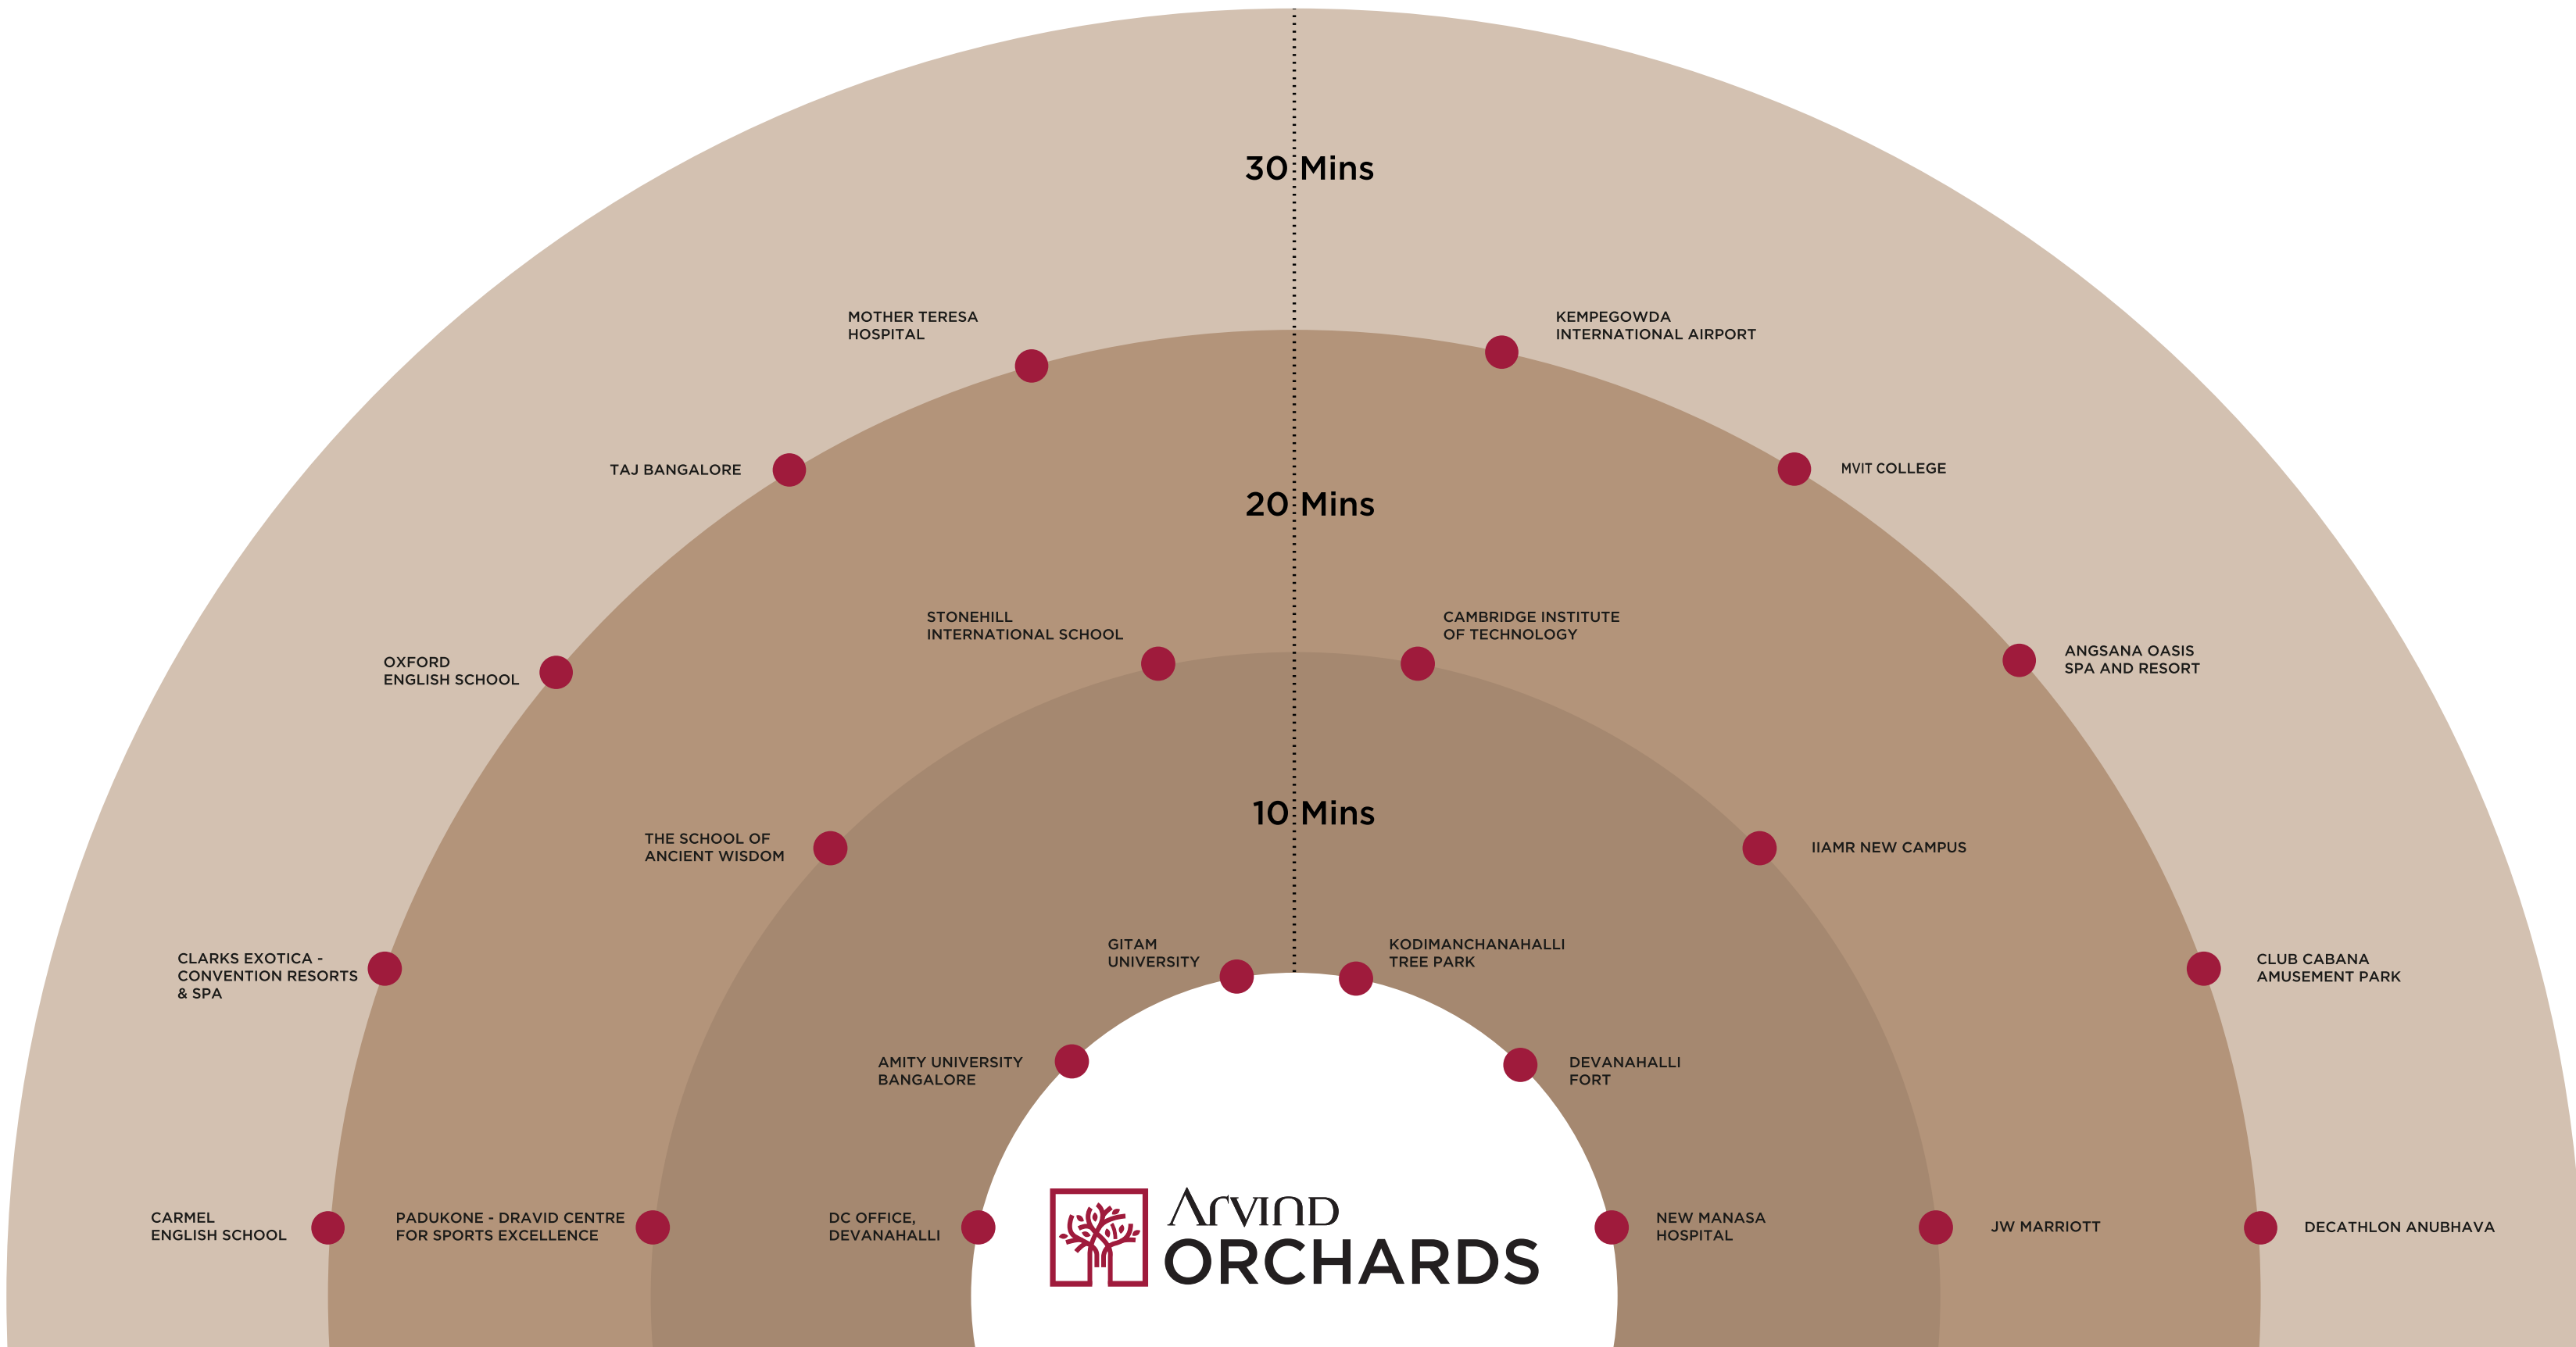 30 Mins
MOTHER TERESA
HOSPITAL
KEMPEGOWDA
INTERNATIONAL AIRPORT
TAJ BANGALORE
MVIT COLLEGE
20 Mins
STONEHILL
INTERNATIONAL SCHOOL
CAMBRIDGE INSTITUTE
OF TECHNOLOGY
OXFORD
ENGLISH SCHOOL
ANGSANA OASIS
SPA AND RESORT
10 Mins
THE SCHOOL OF
ANCIENT WISDOM
IIAMR NEW CAMPUS
CLARKS EXOTICA -
CONVENTION RESORTS
& SPA
GITAM
UNIVERSITY
KODIMANCHANAHALLI
TREE PARK
CLUB CABANA
AMUSEMENT PARK
AMITY UNIVERSITY
BANGALORE
DEVANAHALLI
FORT
CARMEL
ENGLISH SCHOOL
PADUKONE - DRAVID CENTRE
FOR SPORTS EXCELLENCE
DC OFFICE,
DEVANAHALLI
Arvind
ORCHARDS
NEW MANASA
HOSPITAL
JW MARRIOTT
DECATHLON ANUBHAVA